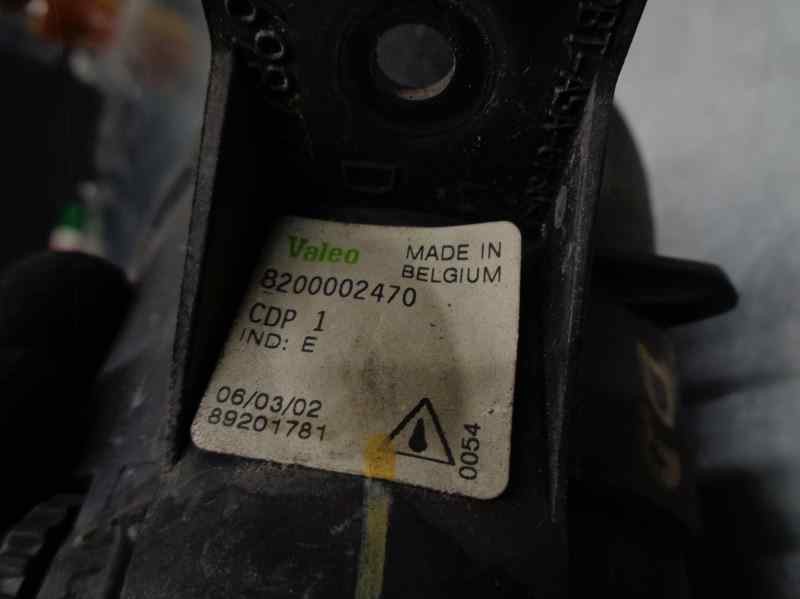 Valeo MADE IN
BELGIUM
8200002470
CDP 1
IND: E
06/03/02
89201781
0054